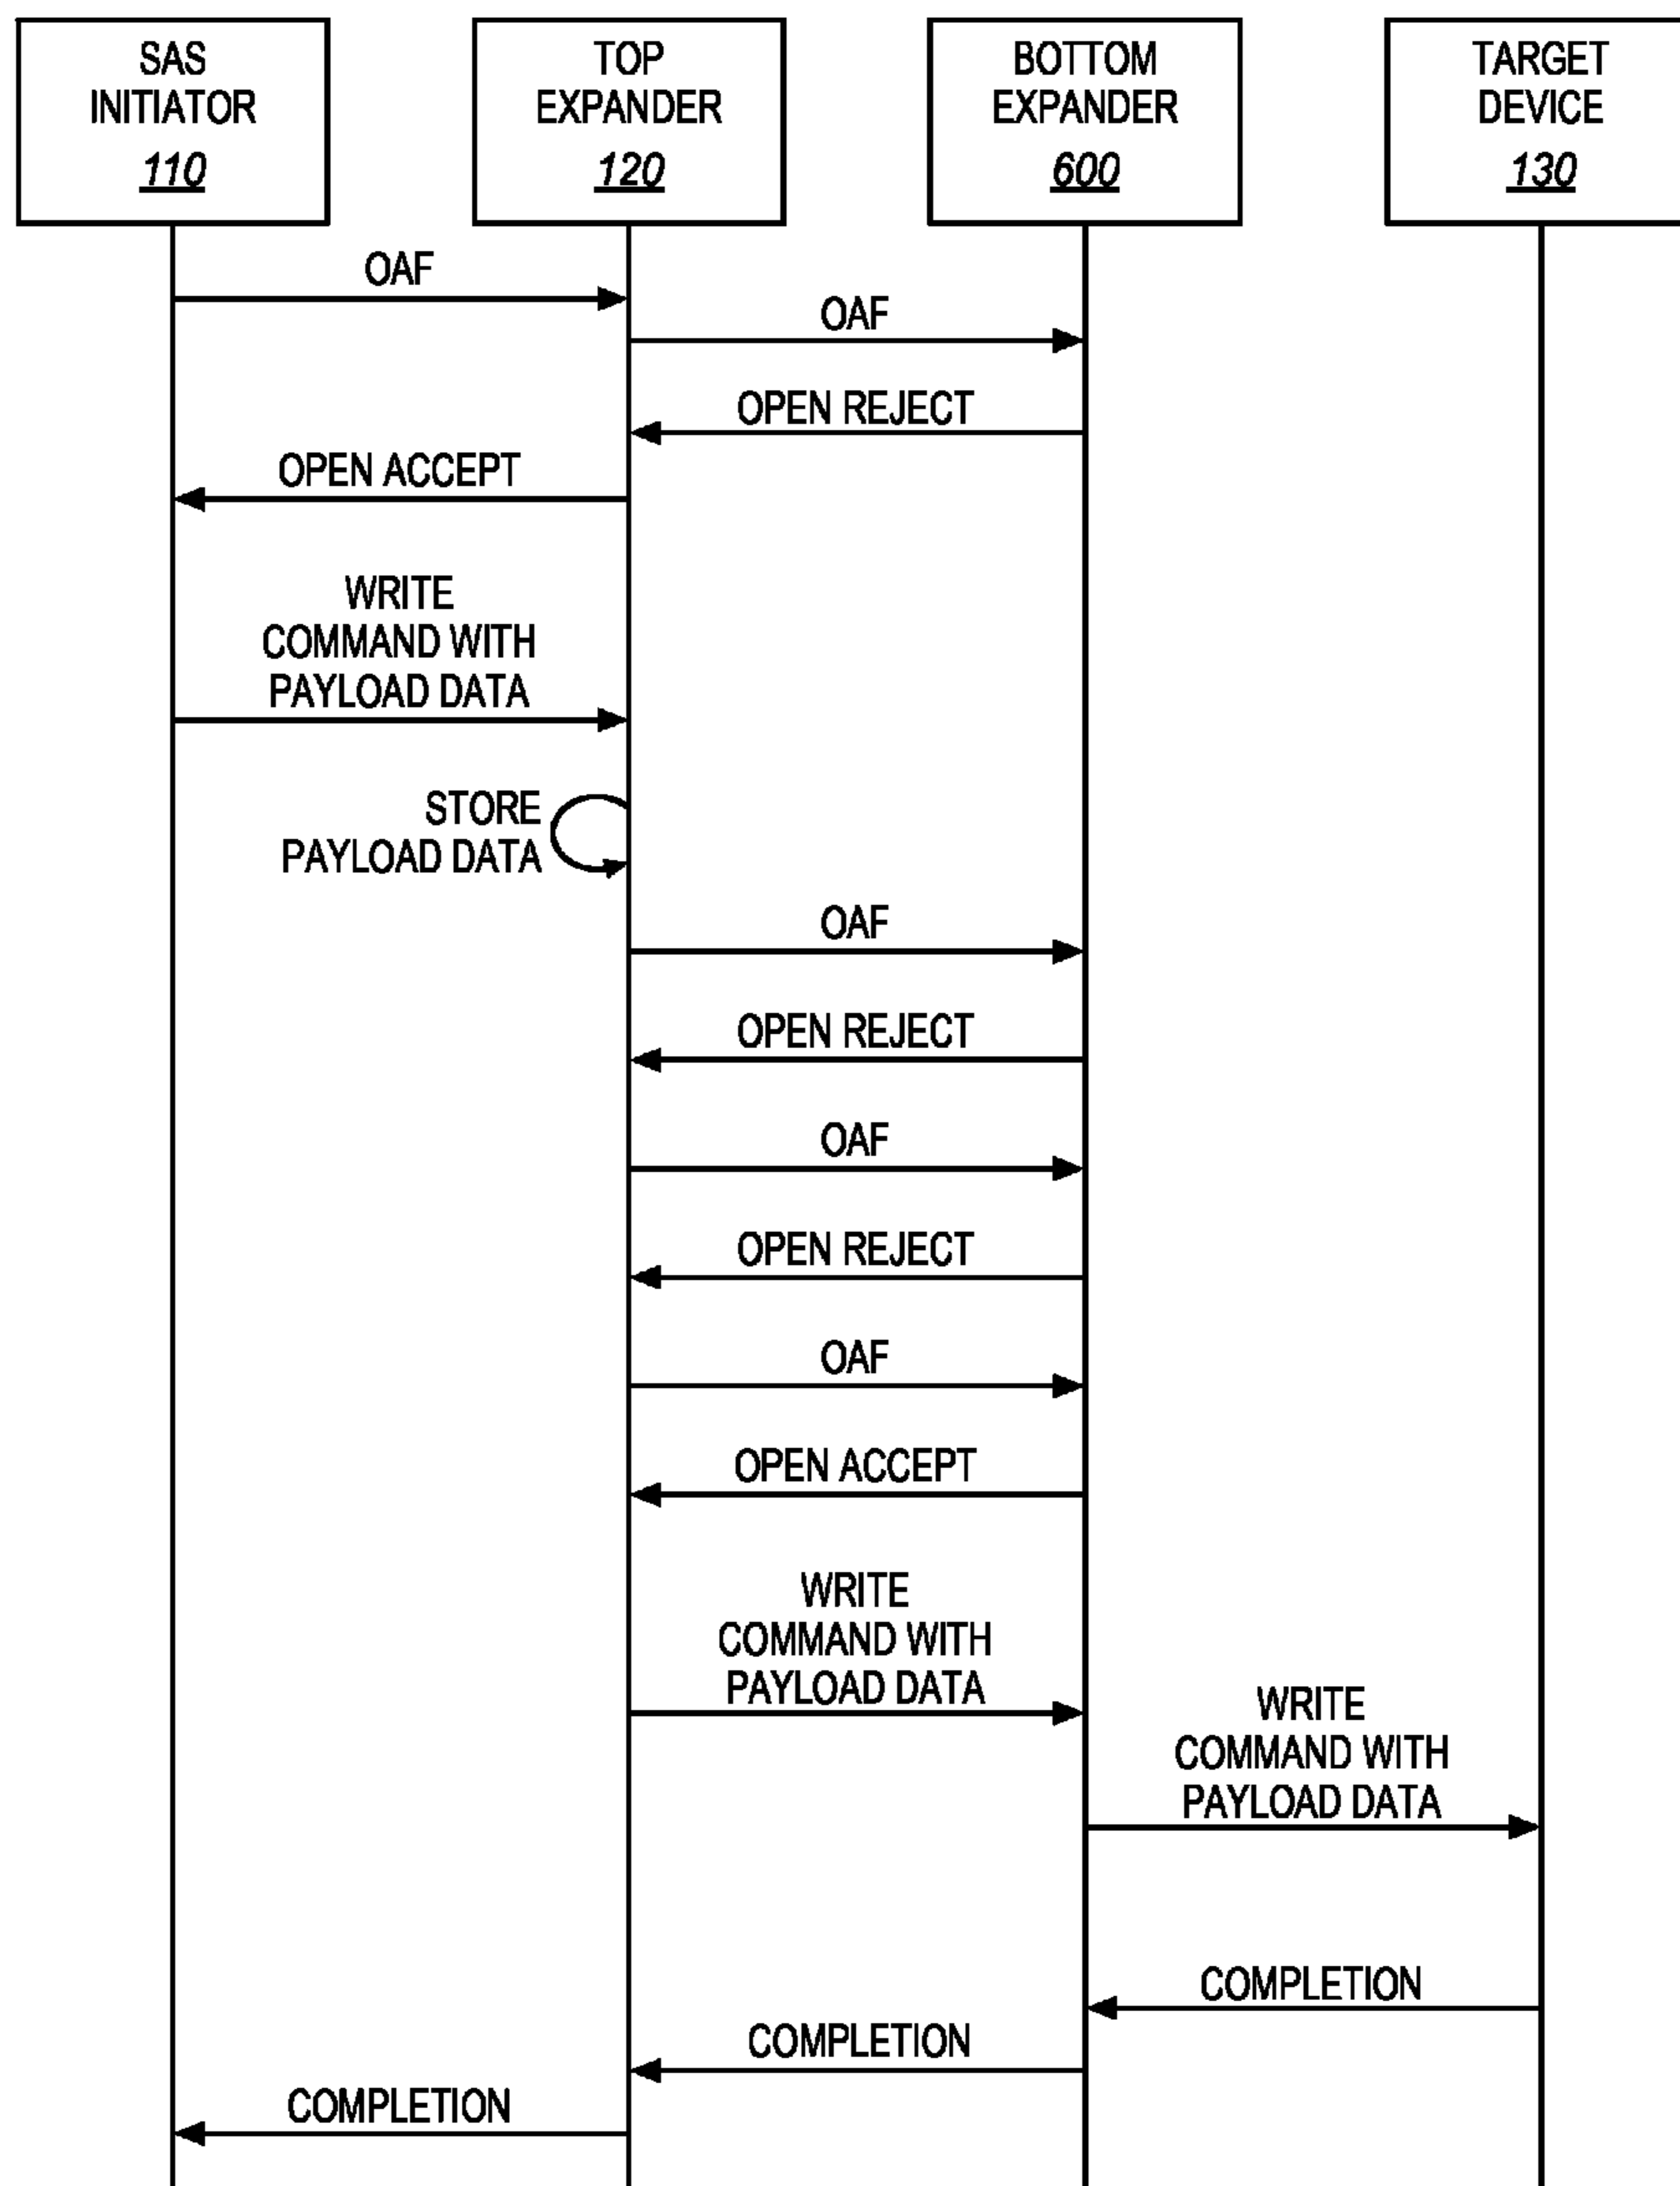 SAS
INITIATOR
110
TOP
EXPANDER
120
BOTTOM
EXPANDER
600
TARGET
DEVICE
130
OAF
OAF
OPEN REJECT
OPEN ACCEPT
WRITE
COMMAND WITH
PAYLOAD DATA
STORE
PAYLOAD DATA
OAF
OPEN REJECT
OAF
OPEN REJECT
OAF
OPEN ACCEPT
WRITE
COMMAND WITH
PAYLOAD DATA
WRITE
COMMAND WITH
PAYLOAD DATA
COMPLETION
COMPLETION
COMPLETION